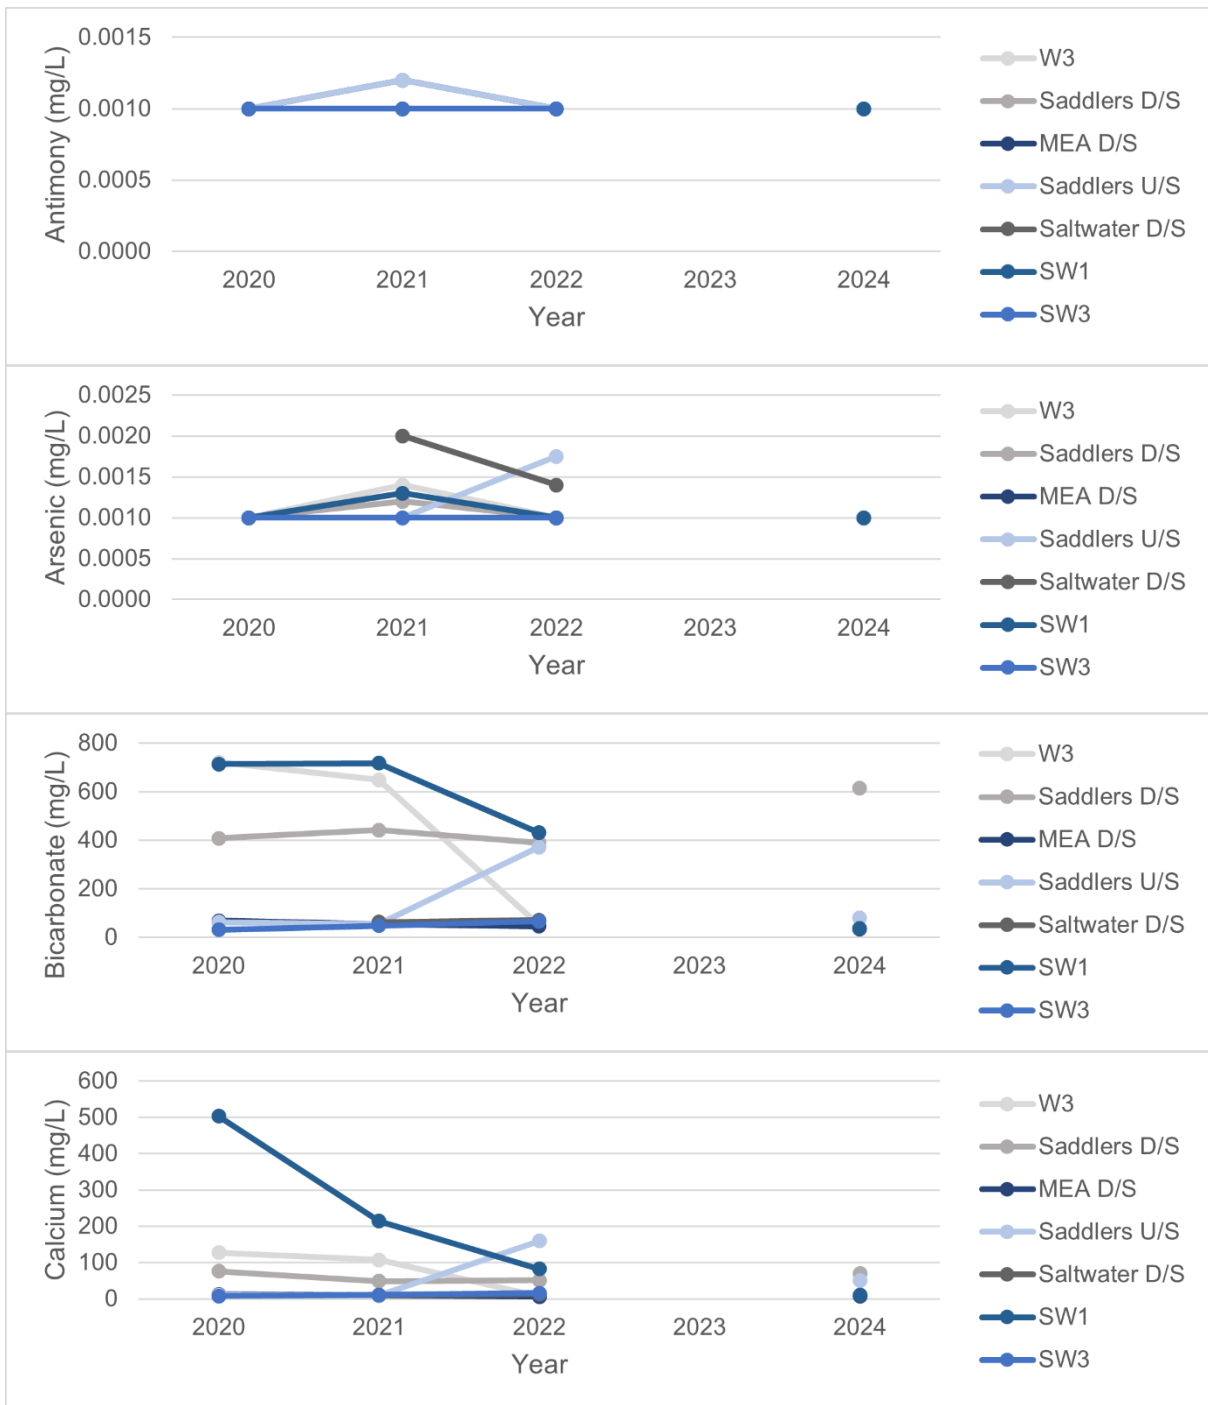 Antimony (mg/L)
0.0015
0.0010
0.0005
0.0000
2020 2021 2022 2023 2024
Year
W3
Saddlers D/S
MEA D/S
Saddlers U/S
Saltwater D/S
SW1
SW3
Arsenic (mg/L)
0.0025
0.0020
0.0015
0.0010
0.0005
0.0000
2020 2021 2022 2023 2024
Year
W3
Saddlers D/S
MEA D/S
Saddlers U/S
Saltwater D/S
SW1
SW3
Bicarbonate (mg/L)
800
600
400
200
0
2020 2021 2022 2023 2024
Year
W3
Saddlers D/S
MEA D/S
Saddlers U/S
Saltwater D/S
SW1
SW3
Calcium (mg/L)
600
500
400
300
200
100
0
2020 2021 2022 2023 2024
Year
W3
Saddlers D/S
MEA D/S
Saddlers U/S
Saltwater D/S
SW1
SW3